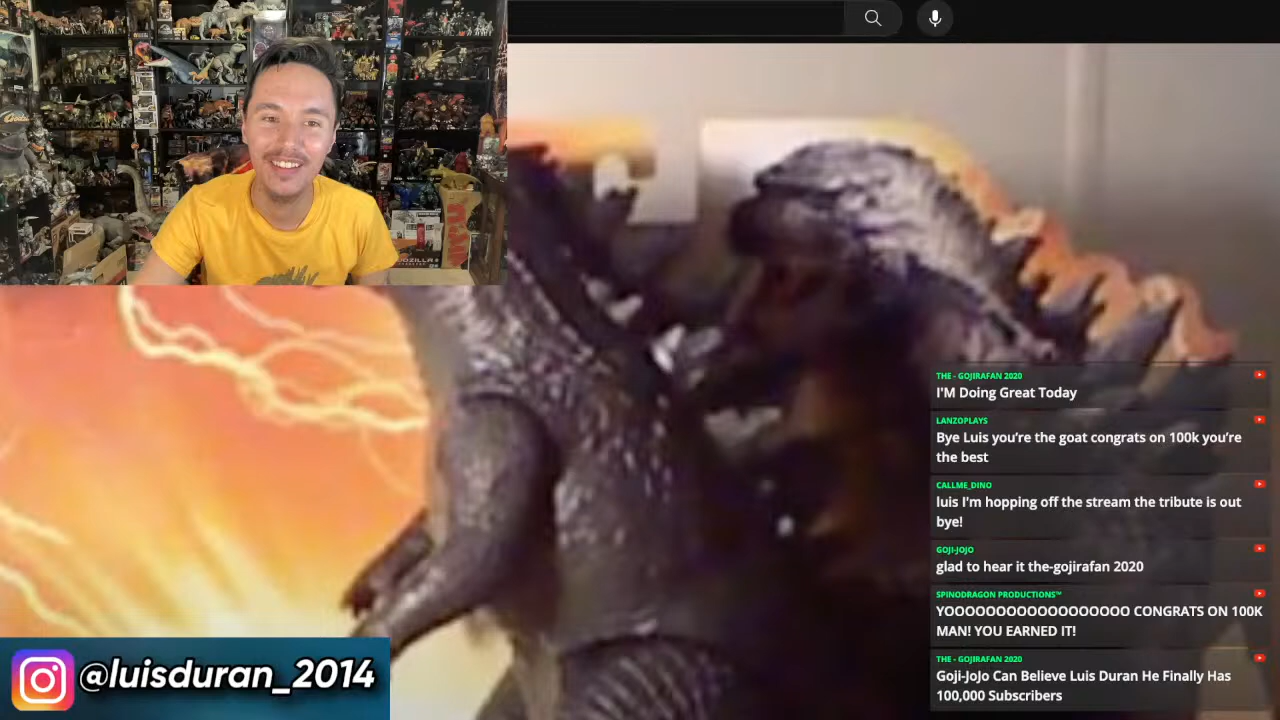 THE - GOJIRAFAN 2020
I'M Doing Great Today
LANZOPLAYS
Bye Luis you're the goat congrats on 100k you're
the best
CALLME_DINO
luis I'm hopping off the stream the tribute is out
bye!
GOJI-JOJO
glad to hear it the-gojirafan 2020
SPINODRAGON PRODUCTIONS™
YOOOOOOOOOOOOOOOOOO CONGRATS ON 100K
MAN! YOU EARNED IT!
THE - GOJIRAFAN 2020
Goji-JoJo Can Believe Luis Duran He Finally Has
100,000 Subscribers
@luisduran_2014